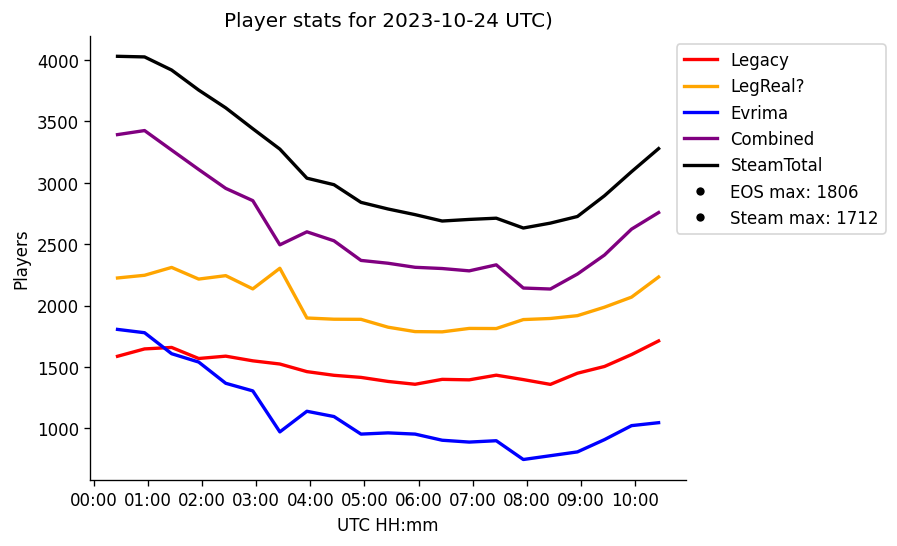 Player stats for 2023-10-24 UTC)
4000
3500
3000
2500
2000
1500
1000
Players
00:00 01:00 02:00 03:00 04:00 05:00 06:00 07:00 08:00 09:00 10:00
UTC HH:mm
Legacy
LegReal?
Evrima
Combined
SteamTotal
EOS max: 1806
Steam max: 1712